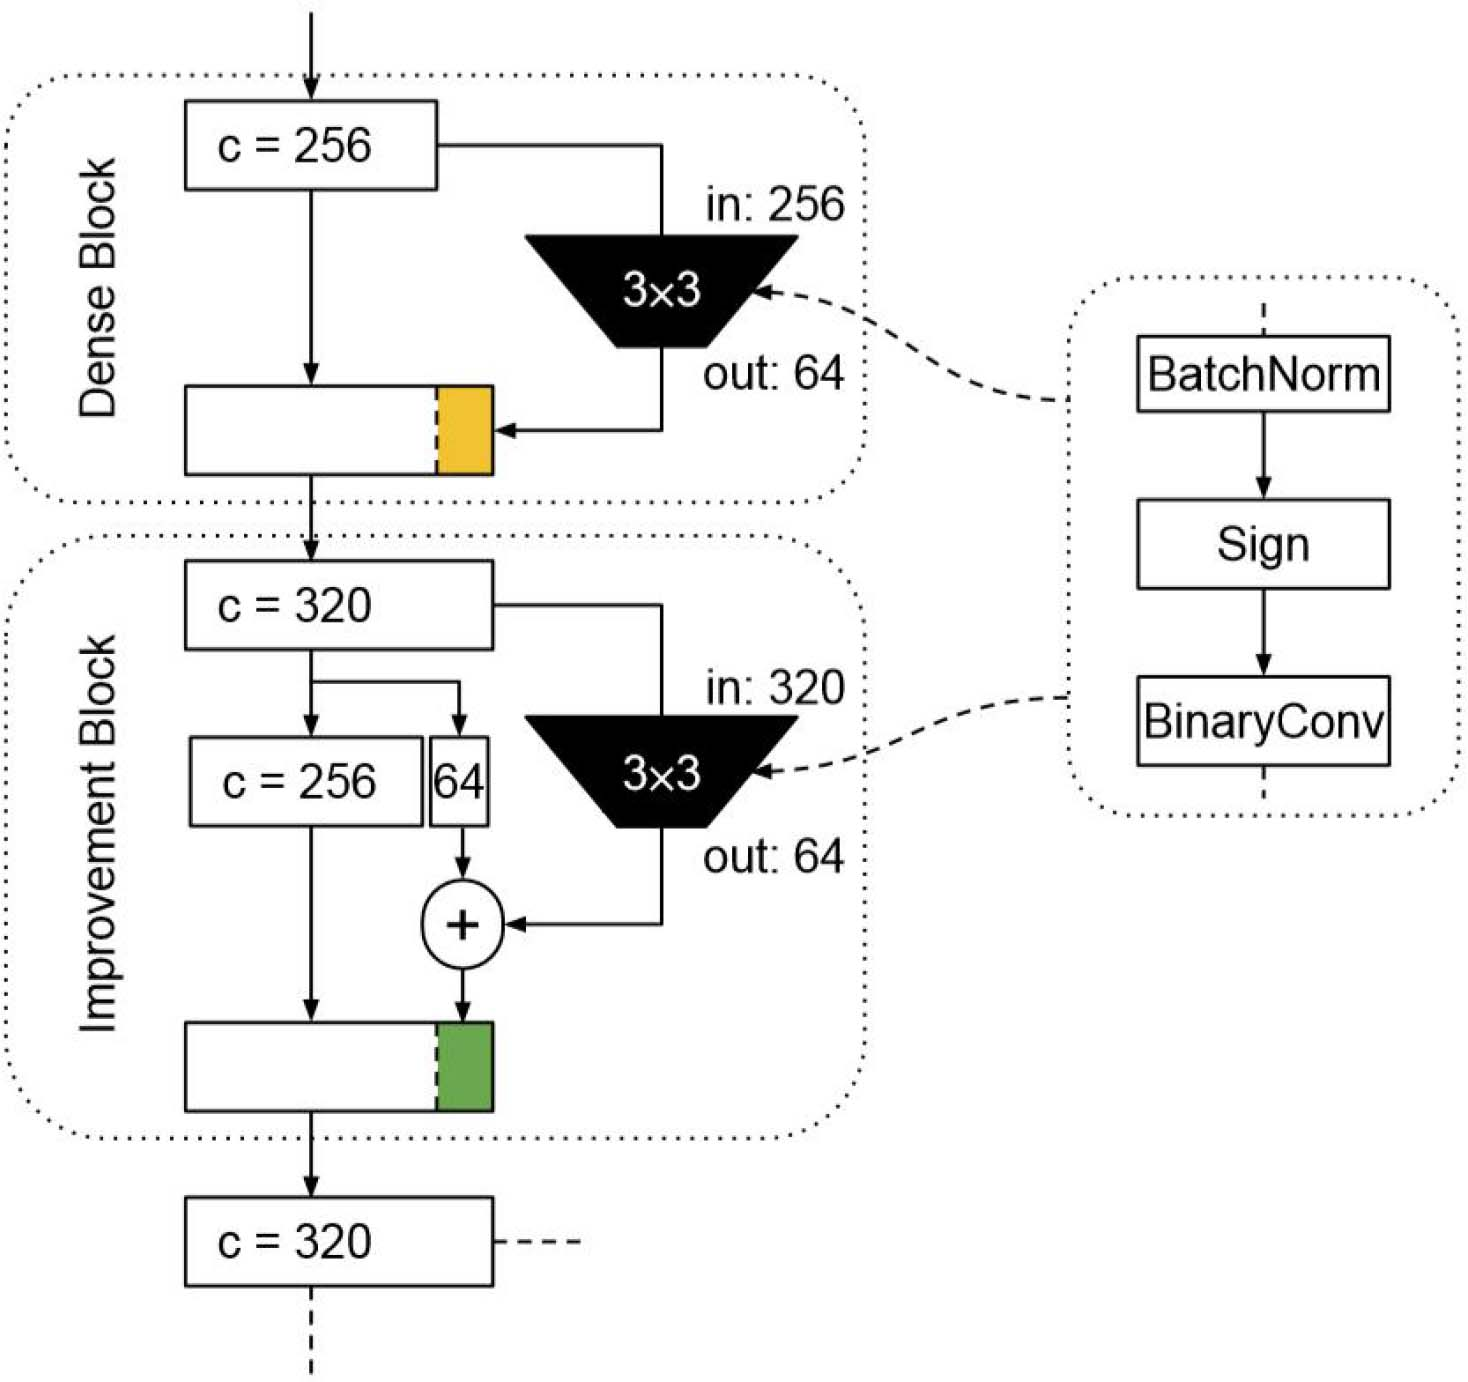 Dense Block
c = 256
in: 256
3×3
out: 64
Improvement Block
c = 320
in: 320
c = 256
64
3×3
out: 64
+
c = 320
BatchNorm
Sign
BinaryConv